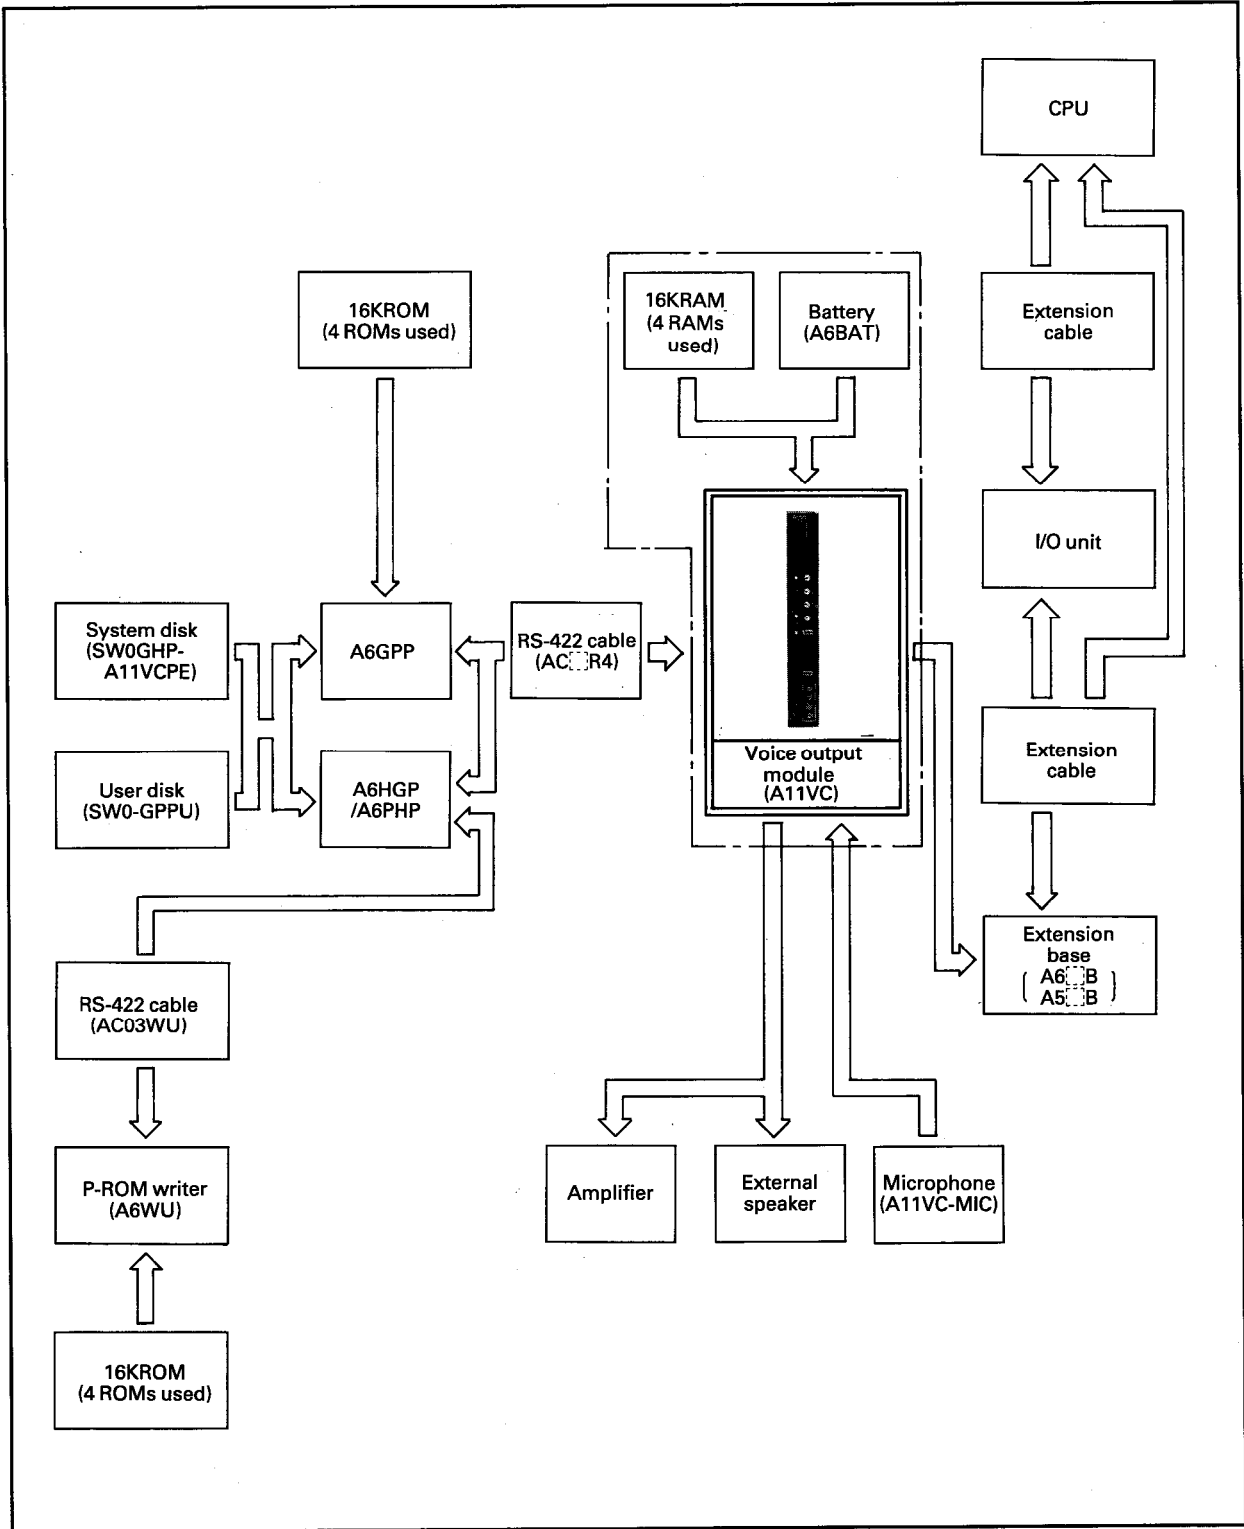 CPU
16KROM
(4 ROMs used)
16KRAM
(4 RAMs
used)
Battery
(A6BAT)
Extension
cable
I/O unit
System disk
(SW0GHP-
A11VCPE)
A6GPP
RS-422 cable
(AC⬚R4)
User disk
(SW0-GPPU)
A6HGP
/A6PHP
Voice output
module
(A11VC)
Extension
cable
Extension
base
A6⬚B
A5⬚B
RS-422 cable
(AC03WU)
P-ROM writer
(A6WU)
Amplifier
External
speaker
Microphone
(A11VC-MIC)
16KROM
(4 ROMs used)